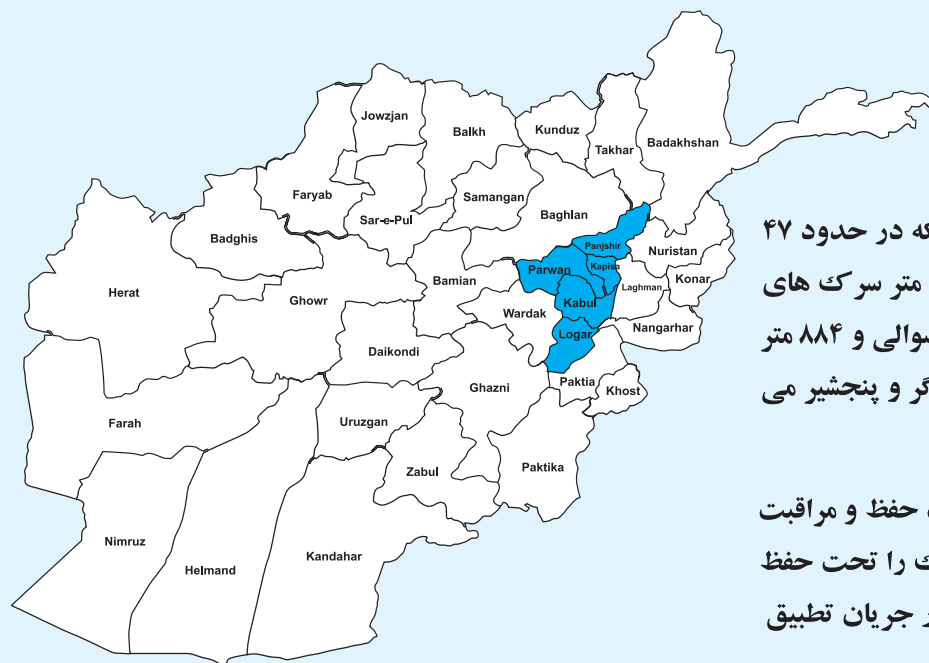 Jowzjan
Balkh
Kunduz
Takhar
Badakhshan
Faryab
Samangan
Sar-e-Pul
Baghlan
Badghis
Panjshir
Nuristan
Herat
Bamian
Parwan
Kapisa
Konar
Ghowr
Laghman
Kabul
Wardak
Nangarhar
Logar
Daikondi
Paktia
Khost
Ghazni
Farah
Uruzgan
Zabul
Paktika
Nimruz
Helmand
Kandahar
که در حدود ۴۷
متر سرک های
سوالی و ۸۸۴ متر
گر و پنجشیر می
حفظ و مراقبت
ک را تحت حفظ
ر جریان تطبیق